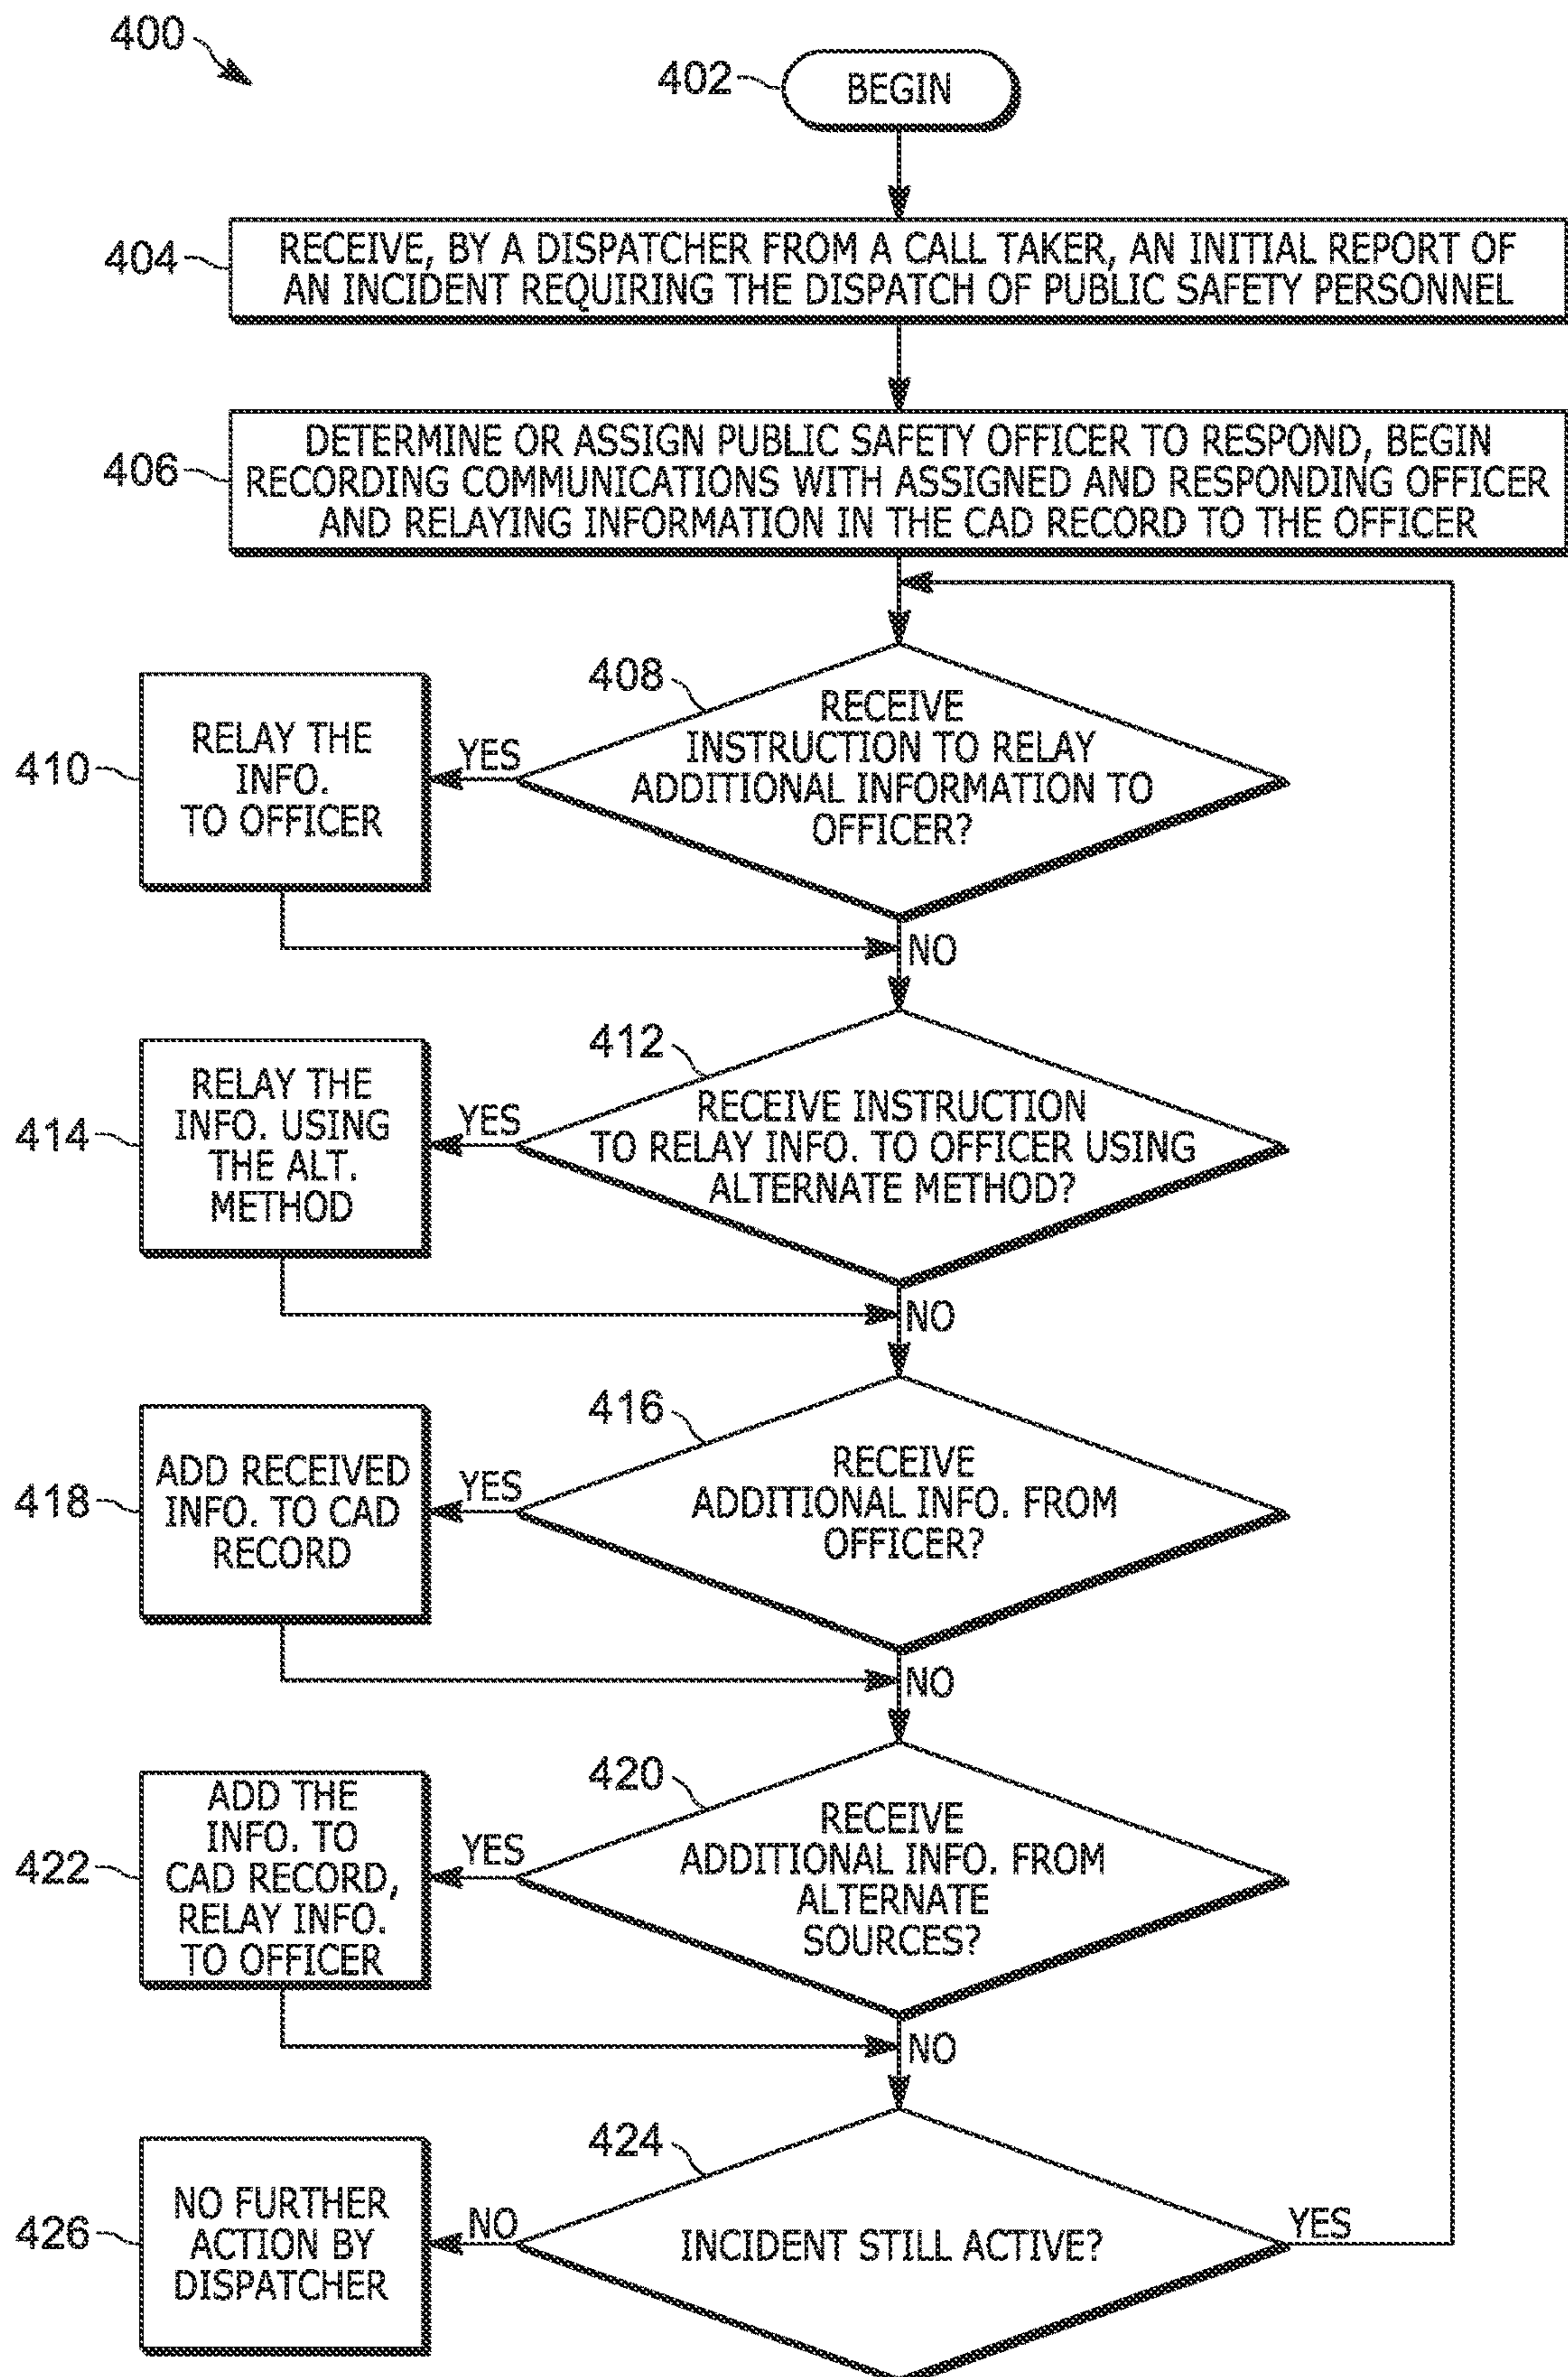 400
402
BEGIN
404
RECEIVE, BY A DISPATCHER FROM A CALL TAKER, AN INITIAL REPORT OF
AN INCIDENT REQUIRING THE DISPATCH OF PUBLIC SAFETY PERSONNEL
406
DETERMINE OR ASSIGN PUBLIC SAFETY OFFICER TO RESPOND, BEGIN
RECORDING COMMUNICATIONS WITH ASSIGNED AND RESPONDING OFFICER
AND RELAYING INFORMATION IN THE CAD RECORD TO THE OFFICER
408
RECEIVE
INSTRUCTION TO RELAY
ADDITIONAL INFORMATION TO
OFFICER?
YES
410
RELAY THE
INFO.
TO OFFICER
NO
412
RECEIVE INSTRUCTION
TO RELAY INFO. TO OFFICER USING
ALTERNATE METHOD?
YES
414
RELAY THE
INFO. USING
THE ALT.
METHOD
NO
416
RECEIVE
ADDITIONAL INFO. FROM
OFFICER?
YES
418
ADD RECEIVED
INFO. TO CAD
RECORD
NO
420
RECEIVE
ADDITIONAL INFO. FROM
ALTERNATE
SOURCES?
YES
422
ADD THE
INFO. TO
CAD RECORD,
RELAY INFO.
TO OFFICER
NO
424
INCIDENT STILL ACTIVE?
YES
NO
426
NO FURTHER
ACTION BY
DISPATCHER